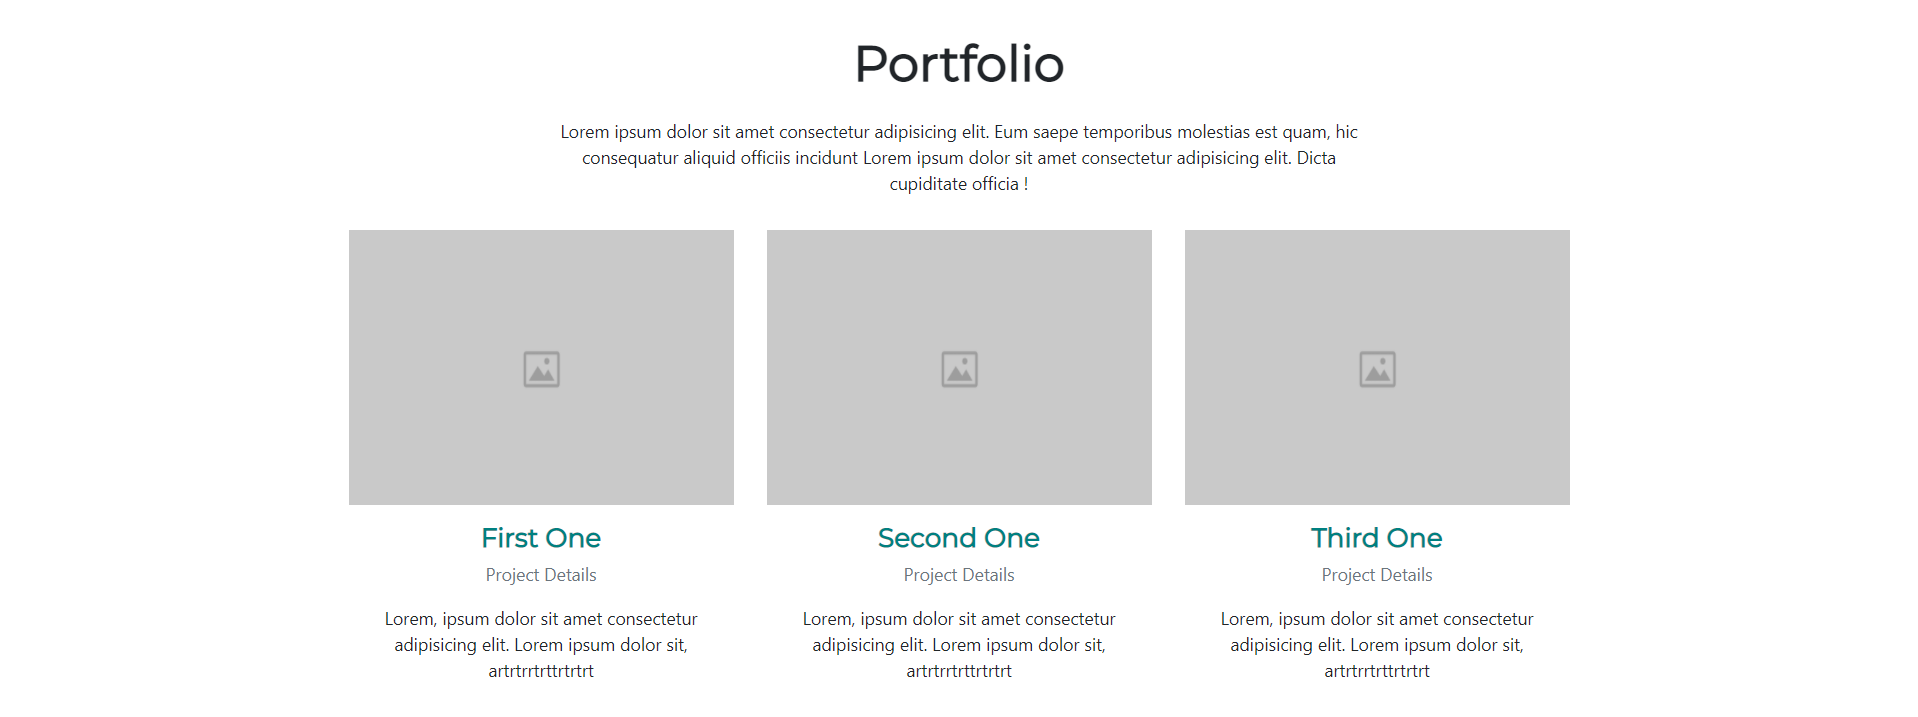 Portfolio
Lorem ipsum dolor sit amet consectetur adipisicing elit. Eum saepe temporibus molestias est quam, hic
consequatur aliquid officiis incidunt Lorem ipsum dolor sit amet consectetur adipisicing elit. Dicta
cupiditate officia !
First One
Project Details
Lorem, ipsum dolor sit amet consectetur
adipisicing elit. Lorem ipsum dolor sit,
artrtrrtrttrtrtrt
Second One
Project Details
Lorem, ipsum dolor sit amet consectetur
adipisicing elit. Lorem ipsum dolor sit,
artrtrrtrttrtrtrt
Third One
Project Details
Lorem, ipsum dolor sit amet consectetur
adipisicing elit. Lorem ipsum dolor sit,
artrtrrtrttrtrtrt